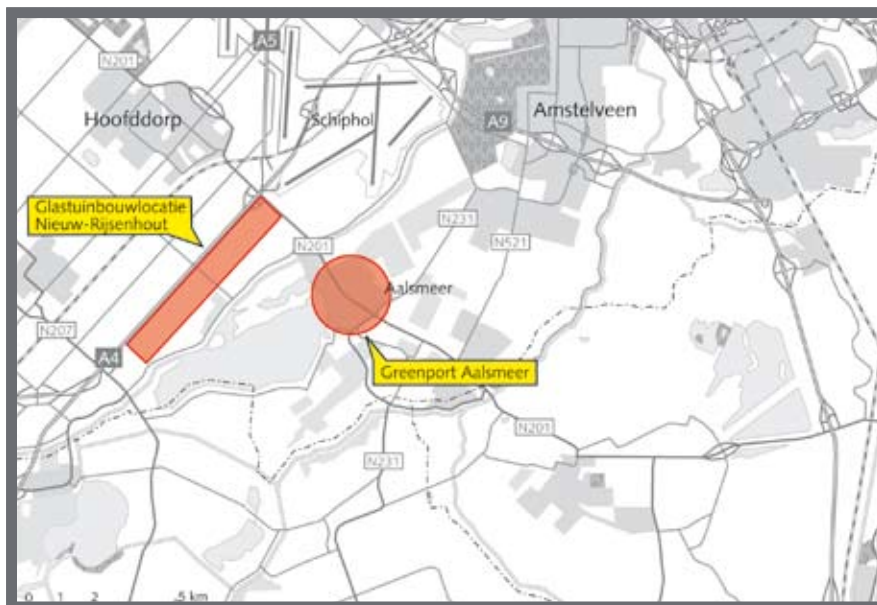 A5
N201
Hoofddorp
Schiphol
A9
Amstelveen
Glastuinbouwlocatie
Nieuw-Rijsenhout
N231
N201
N521
Aalsmeer
N207
A4
Greenport Aalsmeer
N201
N231
0 1 2 5 km